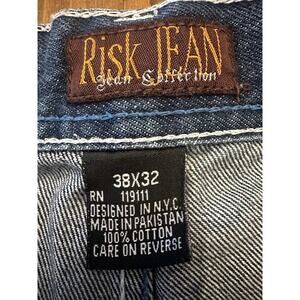 RiSK JEAN
Jean Collection
38X32
RN 119111
DESIGNED IN N.Y.C.
MADE IN PAKISTAN
100% COTTON
CARE ON REVERSE